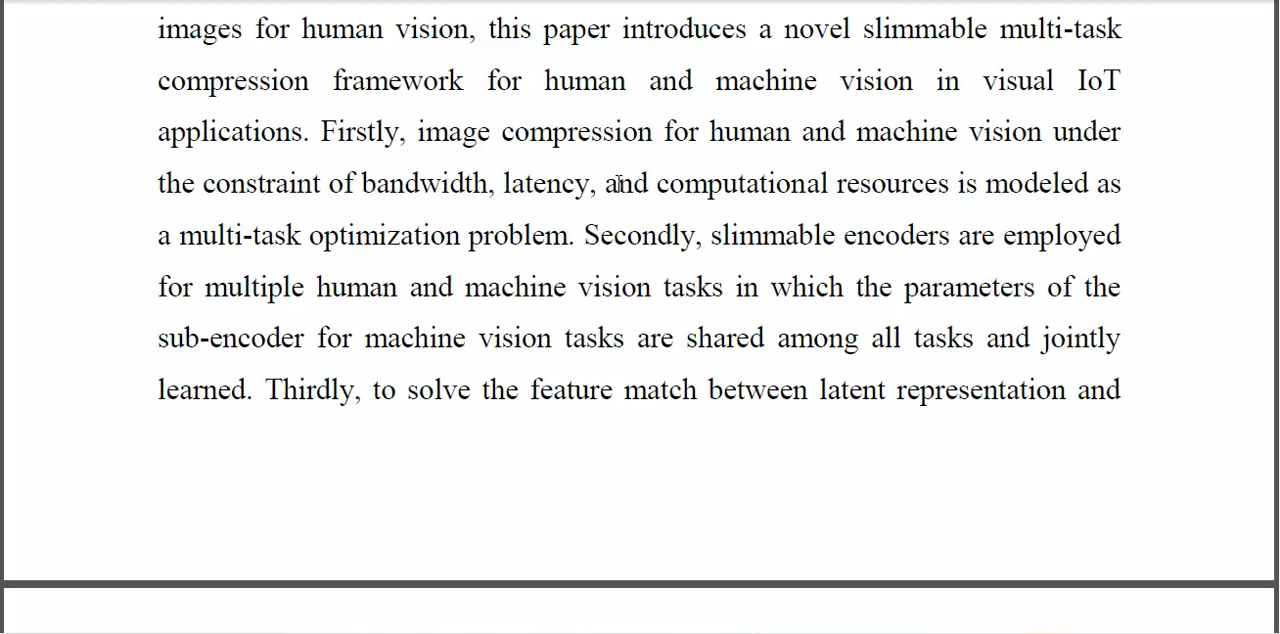 images for human vision, this paper introduces a novel slimmable multi-task
compression framework for human and machine vision in visual IoT
applications. Firstly, image compression for human and machine vision under
the constraint of bandwidth, latency, and computational resources is modeled as
a multi-task optimization problem. Secondly, slimmable encoders are employed
for multiple human and machine vision tasks in which the parameters of the
sub-encoder for machine vision tasks are shared among all tasks and jointly
learned. Thirdly, to solve the feature match between latent representation and